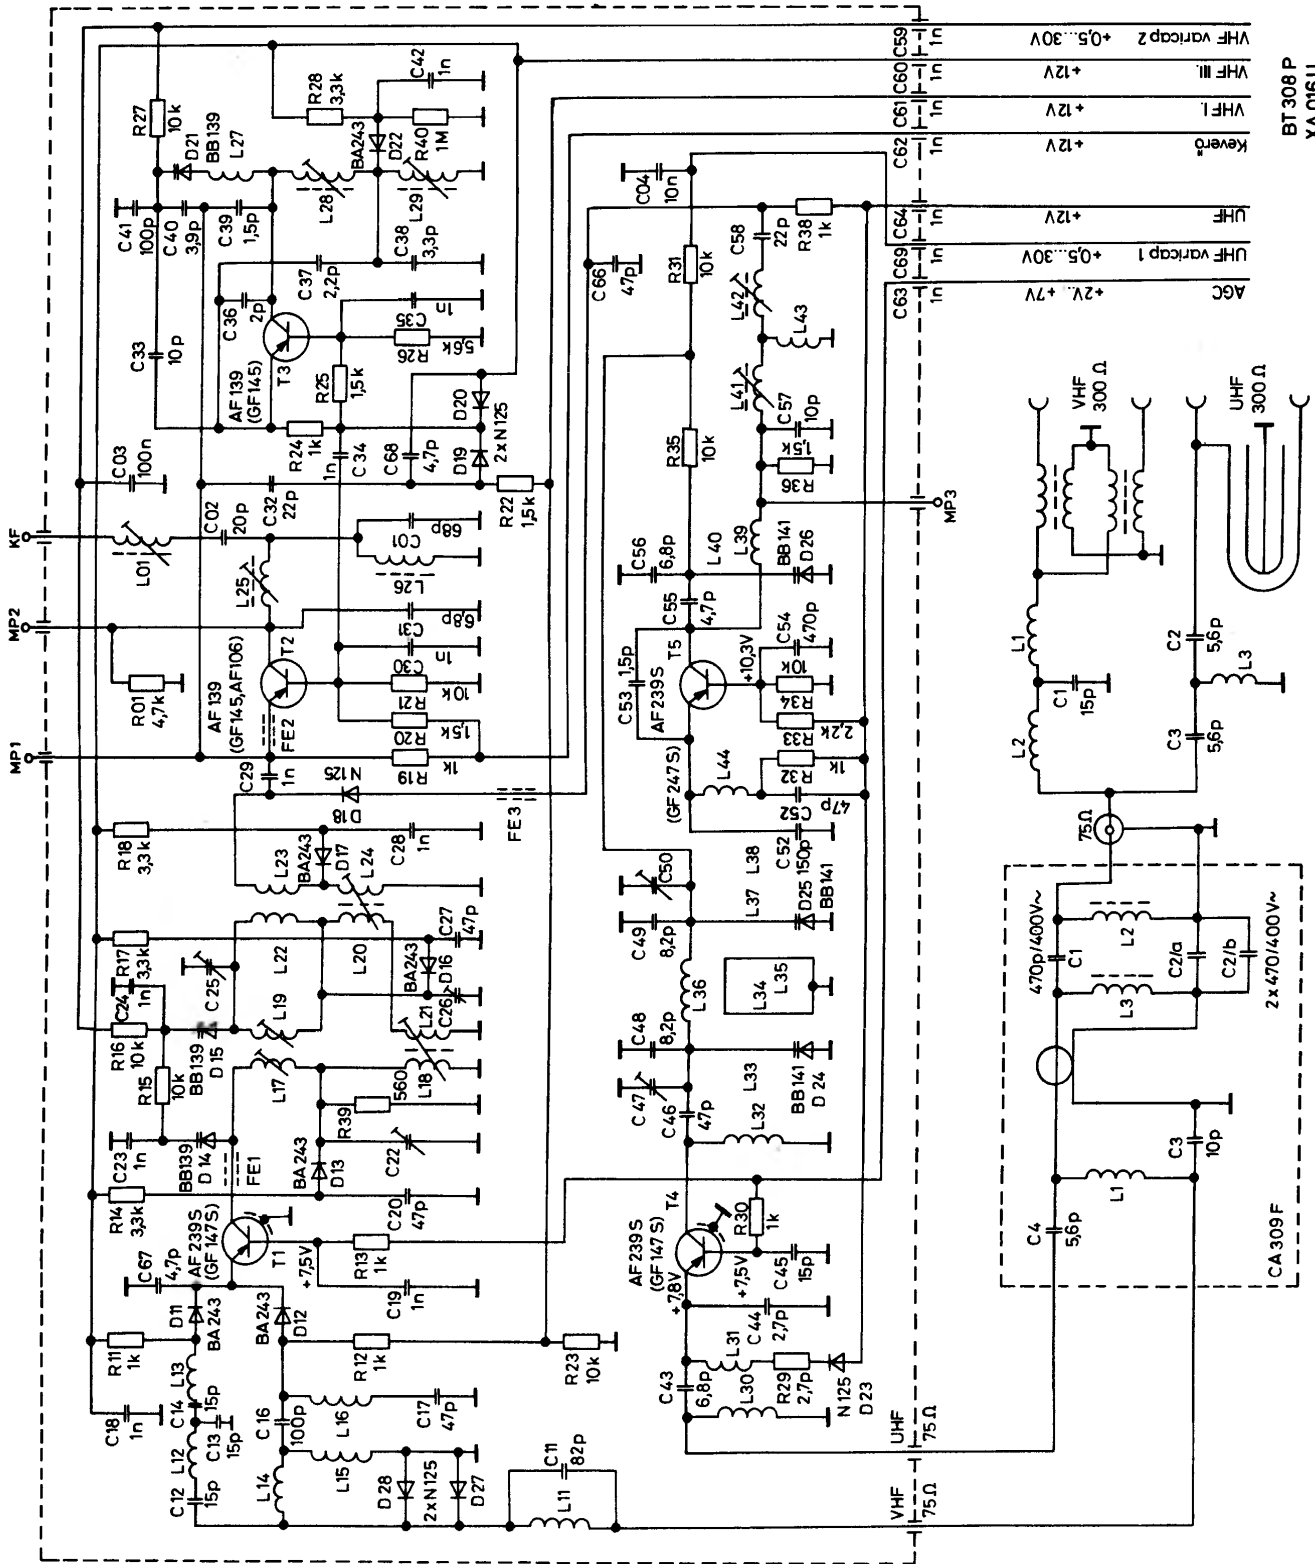 KF
MP2
MP1
L01
C02
20p
C03
100n
L25
C32
22p
L26
C01
68p
R01
4,7k
T2
AF 139
(GF145,AF106)
FE2
C31
6,8p
C30
1n
R21
10k
R20
1,5k
R19
1k
C29
1n
N125
D18
FE3
R18
3,3k
L23
BA243
D17
L24
C28
1n
R17
3,3k
C25
L22
L20
BA243
D16
C27
47p
C24
1n
R16
10k
R15
10k
BB139
D15
L19
C26
L21
L17
L18
R39
560
C23
1n
BB139
D14
FE1
BA243
D13
C22
R14
3,3k
C20
47p
AF239S
(GF147S)
T1
+7,5V
C67
4,7p
R13
1k
C19
1n
D11
BA243
BA243
D12
R11
1k
R12
1k
R23
10k
L13
C14
15p
C18
1n
L12
C13
15p
C16
100p
L16
C17
47p
C12
15p
L14
L15
D28
2xN125
D27
C11
82p
L11
R27
10k
D21
BB139
L27
C41
100p
C40
3,9p
C39
1,5p
R28
3,3k
C42
1n
BA243
D22
R40
1M
L28
L29
C37
2,2p
C38
3,3p
C36
2p
C33
10p
AF139
(GF145)
T3
C35
1n
R26
5,6k
R25
1,5k
R24
1k
C34
1n
C68
4,7p
D20
D19
2xN125
R22
1,5k
C04
10n
C66
47p
R31
10k
C58
22p
R38
1k
L42
L43
L41
C57
10p
R35
10k
1,5k
R36
MP3
L39
L40
C56
6,8p
BB141
D26
C55
4,7p
C53
1,5p
AF239S
T5
(GF247S)
+10,3V
C54
470p
10k
R34
R33
2,2k
R32
1k
L44
C52
47p
C52
150p
C50
L38
L37
D25
BB141
C49
8,2p
L36
L34
L35
C48
8,2p
C47
C46
47p
L33
L32
BB141
D24
AF239S
(GF147S)
+7,8V
T4
+7,5V
R30
1k
C45
15p
C44
2,7p
C43
6,8p
L31
L30
R29
2,7p
N125
D23
UHF
75Ω
VHF
75Ω
C59
1n
+0,5...30V
VHF varicap 2
C60
1n
+12V
VHF III.
C61
1n
+12V
VHF I.
C62
1n
+12V
Keverő
C64
1n
+12V
UHF
C69
1n
+0,5...30V
UHF varicap 1
C63
1n
+2V...+7V
AGC
BT308P
VHF
300Ω
L1
C1
15p
L2
UHF
300Ω
C2
5,6p
L3
C3
5,6p
75Ω
470p/400V~
C1
L2
L3
C2/a
C2/b
2x470/400V~
C4
5,6p
L1
C3
10p
CA309F